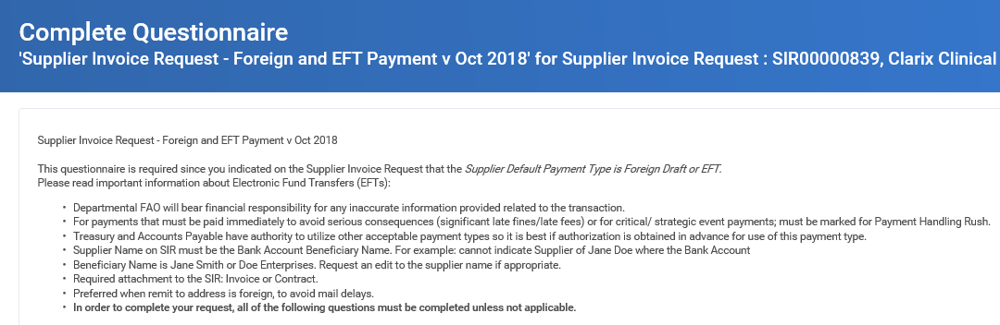 Complete Questionnaire
'Supplier Invoice Request - Foreign and EFT Payment v Oct 2018' for Supplier Invoice Request : SIR00000839, Clarix Clinical
Supplier Invoice Request - Foreign and EFT Payment v Oct 2018
This questionnaire is required since you indicated on the Supplier Invoice Request that the Supplier Default Payment Type is Foreign Draft or EFT.
Please read important information about Electronic Fund Transfers (EFTs):
• Departmental FAO will bear financial responsibility for any inaccurate information provided related to the transaction.
• For payments that must be paid immediately to avoid serious consequences (significant late fines/late fees) or for critical/ strategic event payments; must be marked for Payment Handling Rush.
• Treasury and Accounts Payable have authority to utilize other acceptable payment types so it is best if authorization is obtained in advance for use of this payment type.
• Supplier Name on SIR must be the Bank Account Beneficiary Name. For example: cannot indicate Supplier of Jane Doe where the Bank Account
• Beneficiary Name is Jane Smith or Doe Enterprises. Request an edit to the supplier name if appropriate.
• Required attachment to the SIR: Invoice or Contract.
• Preferred when remit to address is foreign, to avoid mail delays.
• In order to complete your request, all of the following questions must be completed unless not applicable.